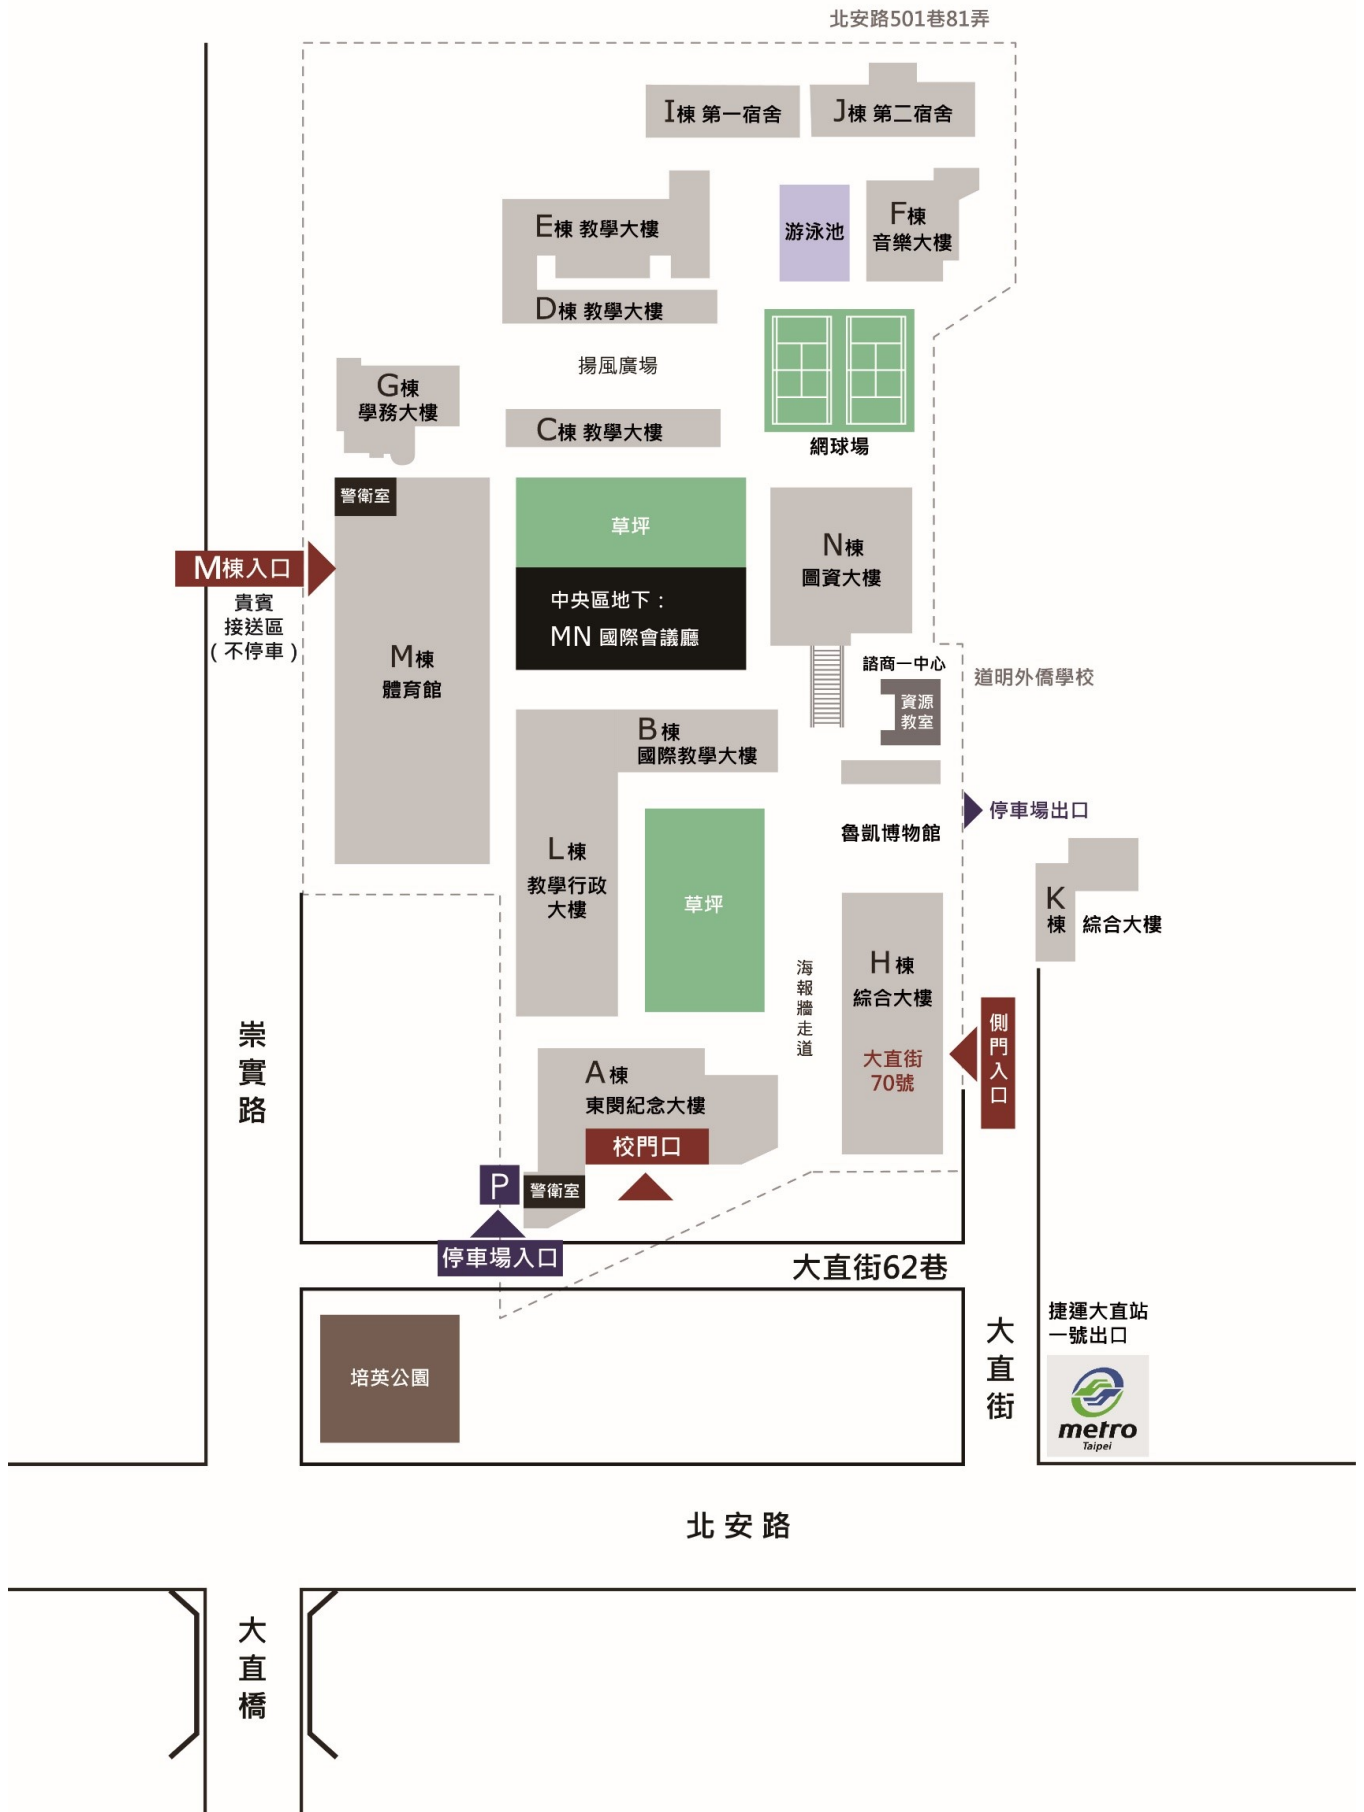 北安路501巷81弄
I棟 第一宿舍
J棟 第二宿舍
E棟 教學大樓
游泳池
F棟
音樂大樓
D棟 教學大樓
揚風廣場
G棟
學務大樓
C棟 教學大樓
網球場
警衛室
草坪
N棟
圖資大樓
M棟入口
貴賓
接送區
(不停車)
中央區地下：
MN 國際會議廳
M棟
體育館
諮商一中心
資源
教室
道明外僑學校
B棟
國際教學大樓
停車場出口
魯凱博物館
L棟
教學行政
大樓
草坪
K
棟 綜合大樓
H棟
綜合大樓
大直街
70號
海報牆走道
側門入口
崇實路
A棟
東閔紀念大樓
校門口
P
警衛室
停車場入口
大直街62巷
培英公園
大直街
捷運大直站
一號出口
metro
Taipei
北安路
大直橋